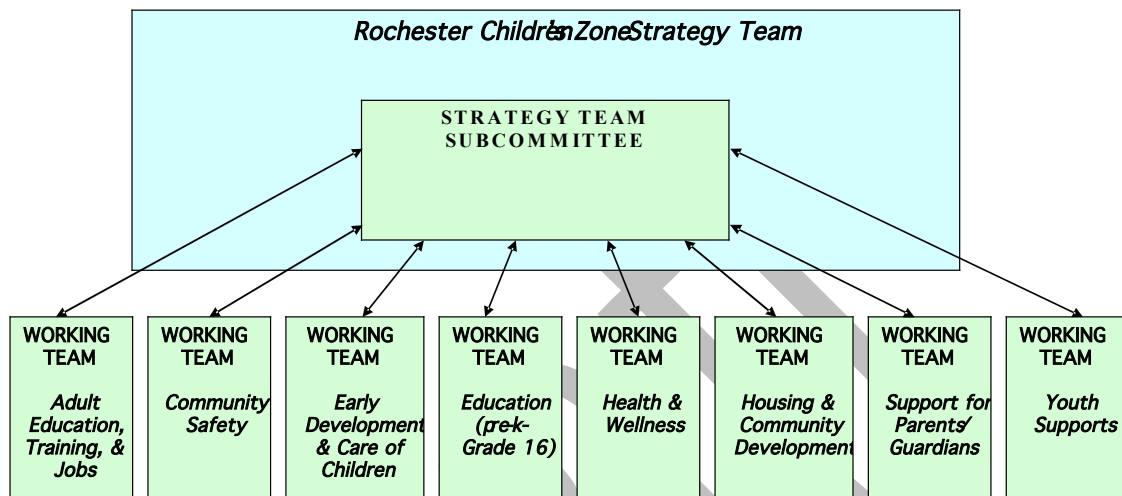 Rochester Children's Zone Strategy Team
STRATEGY TEAM
SUBCOMMITTEE
WORKING
TEAM
Adult
Education,
Training, &
Jobs
WORKING
TEAM
Community
Safety
WORKING
TEAM
Early
Development
& Care of
Children
WORKING
TEAM
Education
(pre-k-
Grade 16)
WORKING
TEAM
Health &
Wellness
WORKING
TEAM
Housing &
Community
Development
WORKING
TEAM
Support for
Parents/
Guardians
WORKING
TEAM
Youth
Supports